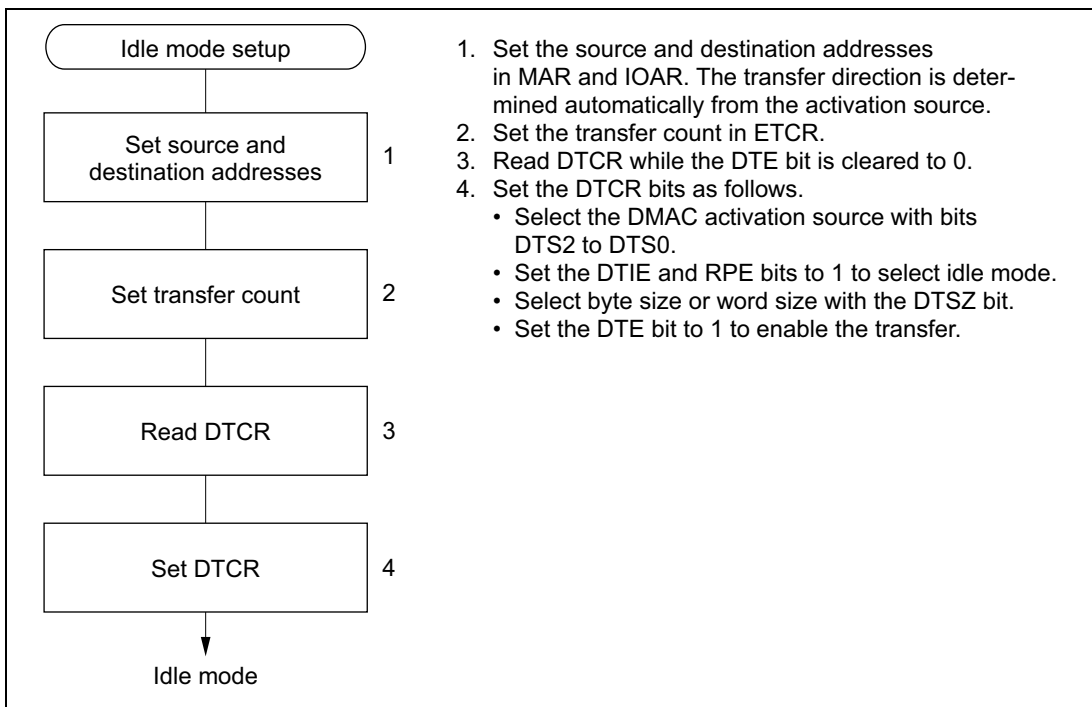 Idle mode setup
Set source and
destination addresses
1
Set transfer count
2
Read DTCR
3
Set DTCR
4
Idle mode
1. Set the source and destination addresses
in MAR and IOAR. The transfer direction is deter-
mined automatically from the activation source.
2. Set the transfer count in ETCR.
3. Read DTCR while the DTE bit is cleared to 0.
4. Set the DTCR bits as follows.
• Select the DMAC activation source with bits
DTS2 to DTS0.
• Set the DTIE and RPE bits to 1 to select idle mode.
• Select byte size or word size with the DTSZ bit.
• Set the DTE bit to 1 to enable the transfer.